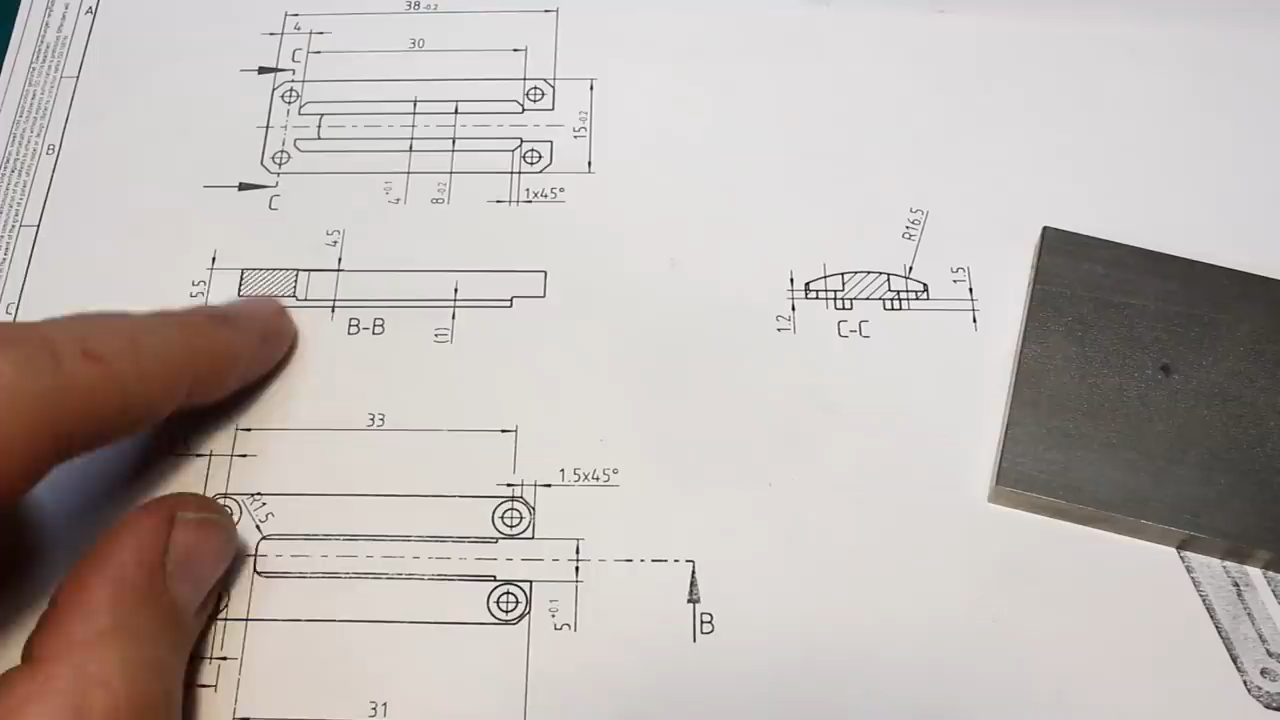 38 -0.2
4
30
C
A
15 -0.2
B
4 +0.1
8 -0.2
1x45°
C
4.5
R16.5
5.5
1.5
C
1.2
B-B
(1)
C-C
33
1.5x45°
R1.5
5 +0.1
B
31